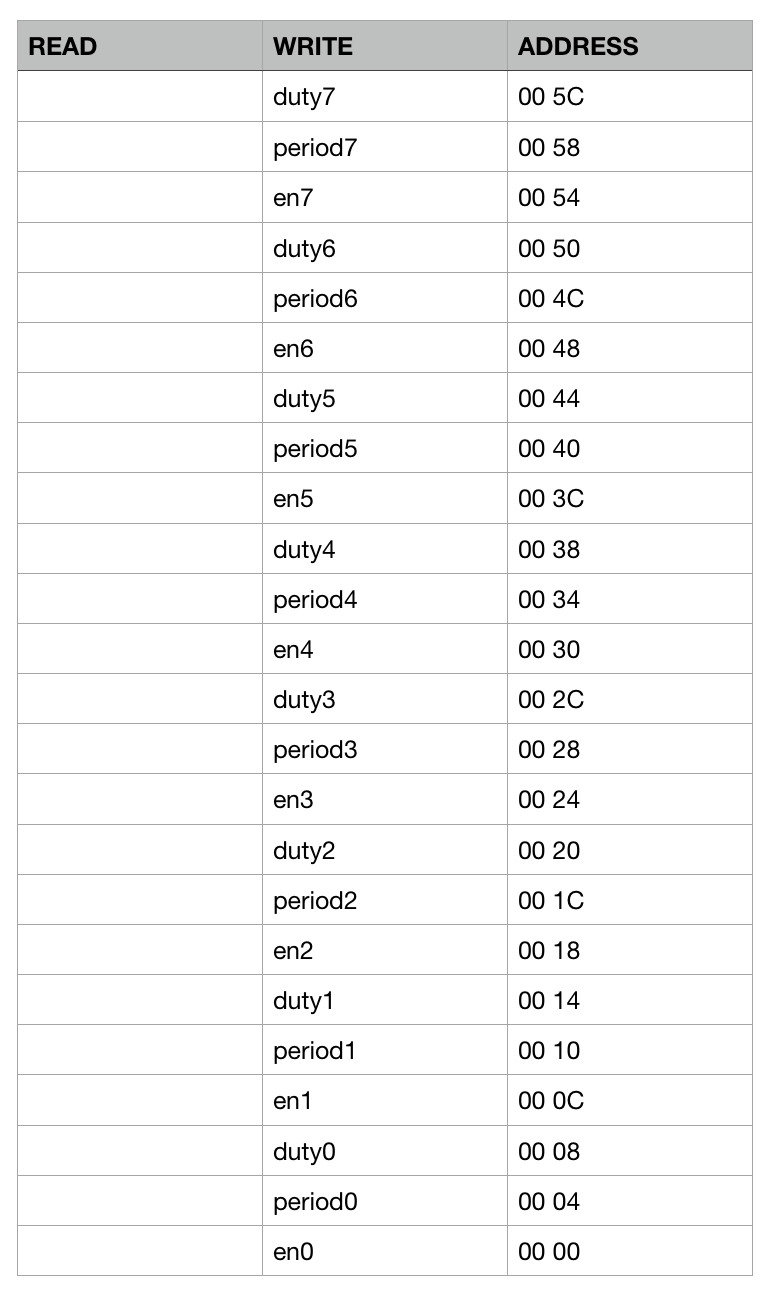 READ WRITE ADDRESS
duty7 00 5C
period7 00 58
en7 00 54
duty6 00 50
period6 00 4C
en6 00 48
duty5 00 44
period5 00 40
en5 00 3C
duty4 00 38
period4 00 34
en4 00 30
duty3 00 2C
period3 00 28
en3 00 24
duty2 00 20
period2 00 1C
en2 00 18
duty1 00 14
period1 00 10
en1 00 0C
duty0 00 08
period0 00 04
en0 00 00